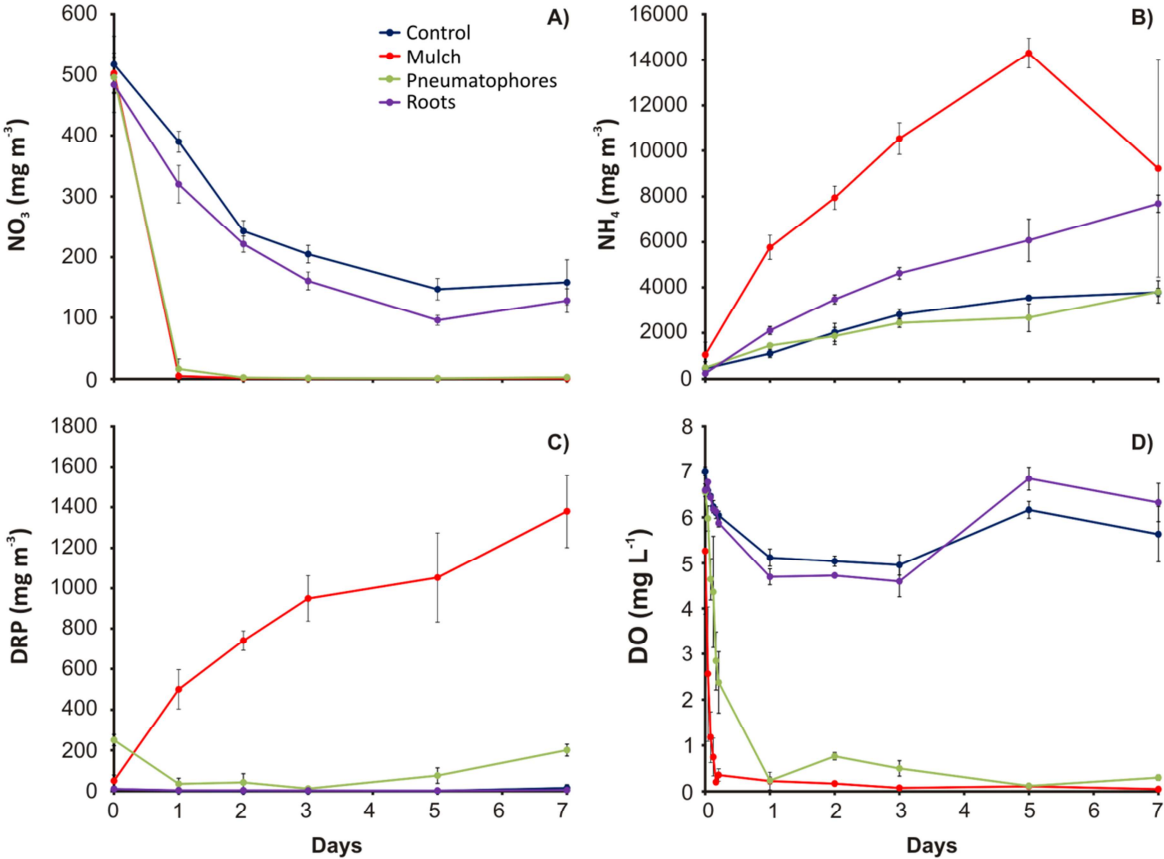 A)
600
500
400
300
200
100
0
NO₃ (mg m⁻³)
Control
Mulch
Pneumatophores
Roots
B)
16000
14000
12000
10000
8000
6000
4000
2000
0
NH₄ (mg m⁻³)
C)
1800
1600
1400
1200
1000
800
600
400
200
0
DRP (mg m⁻³)
0 1 2 3 4 5 6 7
Days
D)
8
7
6
5
4
3
2
1
0
DO (mg L⁻¹)
0 1 2 3 4 5 6 7
Days